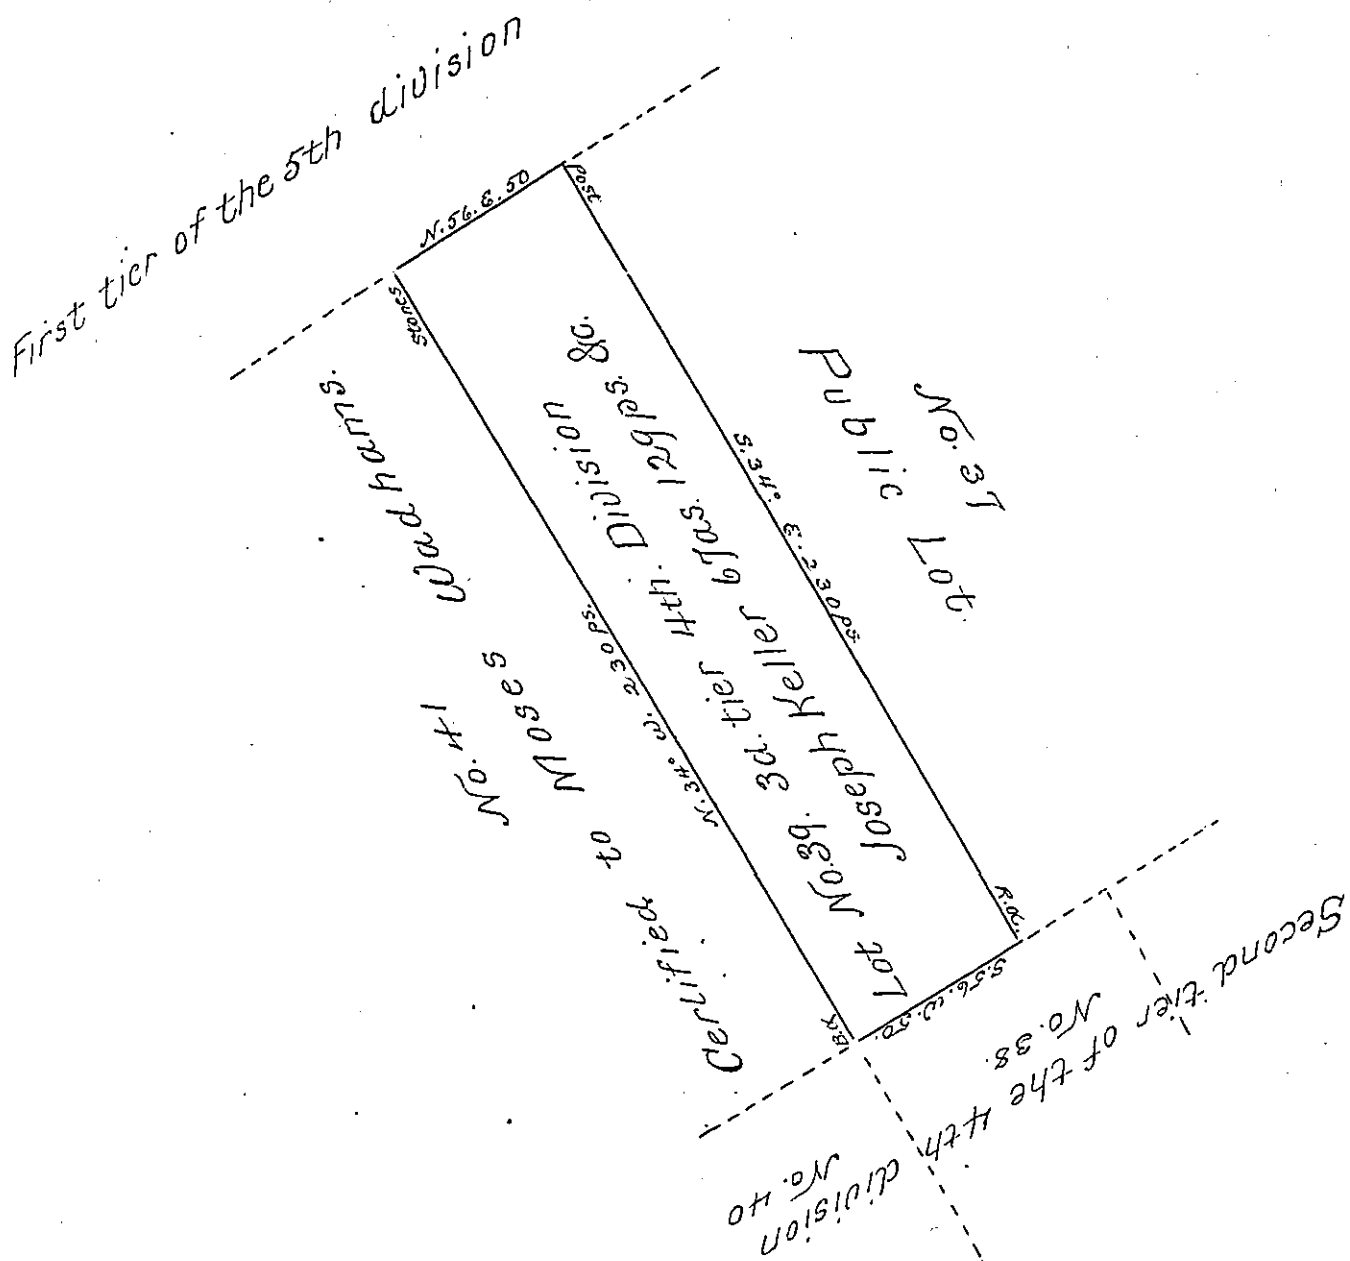 First tier of the 5th division
N. 56. E. 50
Post
Stones
No. 41
Certified to Moses Wadhams.
N. 34° W. 230 ps.
Lot No. 39. 3d. tier 4th. Division
Joseph Keller 67as. 129ps. &c.
S. 34°. E. 230ps
Public Lot
No. 37
R.O.
S. 56. W. 50.
B.O.
Second tier of the 4th division
No. 38.
No. 40